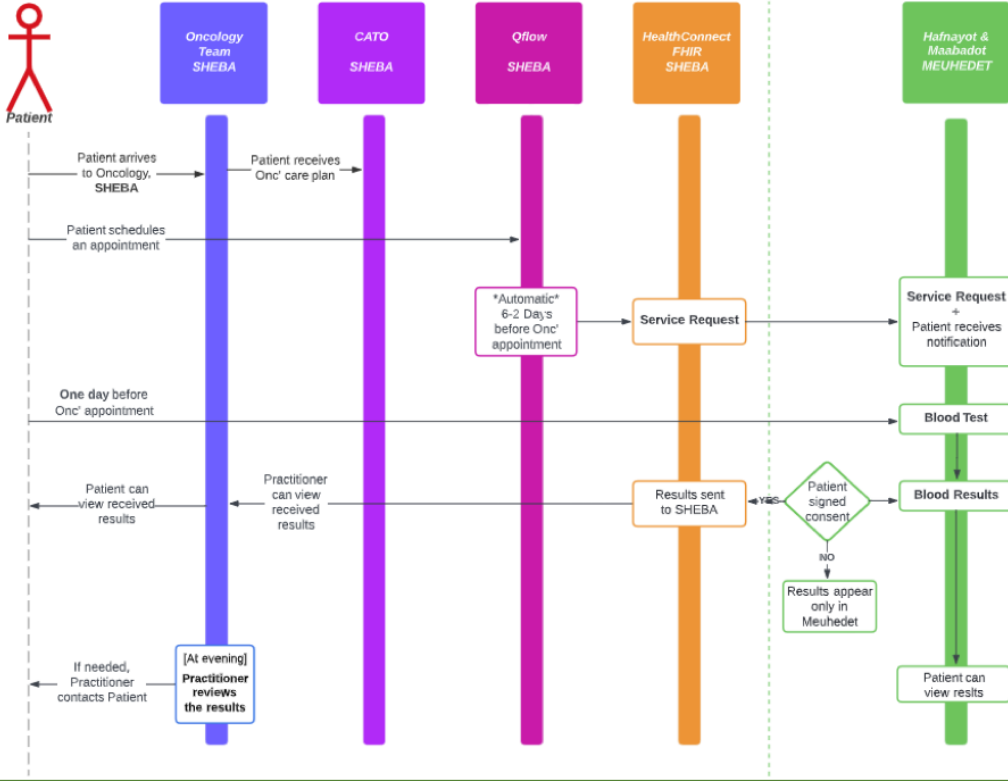 Patient
Oncology
Team
SHEBA
CATO
SHEBA
Qflow
SHEBA
HealthConnect
FHIR
SHEBA
Hafnayot &
Maabadot
MEUHEDET
Patient arrives
to Oncology,
SHEBA
Patient receives
Onc' care plan
Patient schedules
an appointment
*Automatic*
6-2 Days
before Onc'
appointment
Service Request
Service Request
+
Patient receives
notification
One day before
Onc' appointment
Blood Test
Patient can
view received
results
Practitioner
can view
received
results
Results sent
to SHEBA
YES
Patient
signed
consent
Blood Results
NO
Results appear
only in
Meuhedet
If needed,
Practitioner
contacts Patient
[At evening]
Practitioner
reviews
the results
Patient can
view reslts